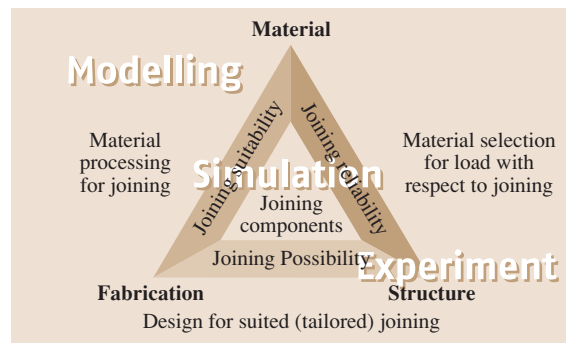 Material
Modelling
Joining suitability
Joining reliability
Material
processing
for joining
Material selection
for load with
respect to joining
Simulation
Joining
components
Joining Possibility
Experiment
Fabrication
Structure
Design for suited (tailored) joining